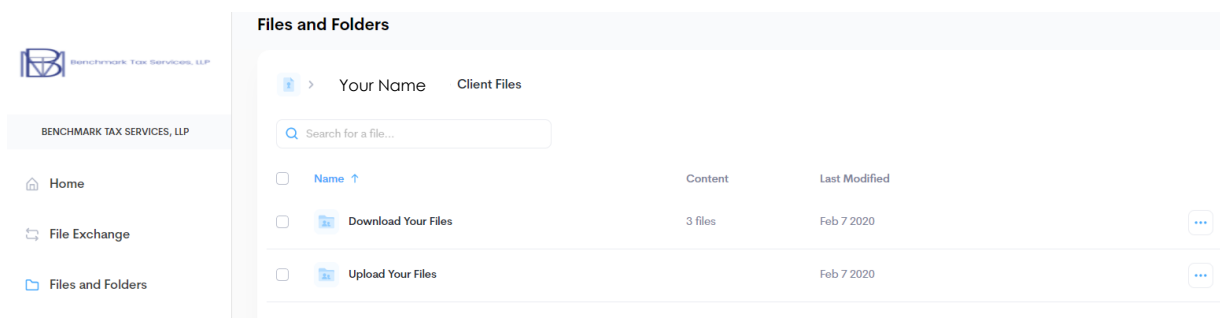 Files and Folders
Benchmark Tax Services, LLP
Your Name Client Files
BENCHMARK TAX SERVICES, LLP
Search for a file...
Name ↑ Content Last Modified
Home
Download Your Files 3 files Feb 7 2020
File Exchange
Upload Your Files Feb 7 2020
Files and Folders